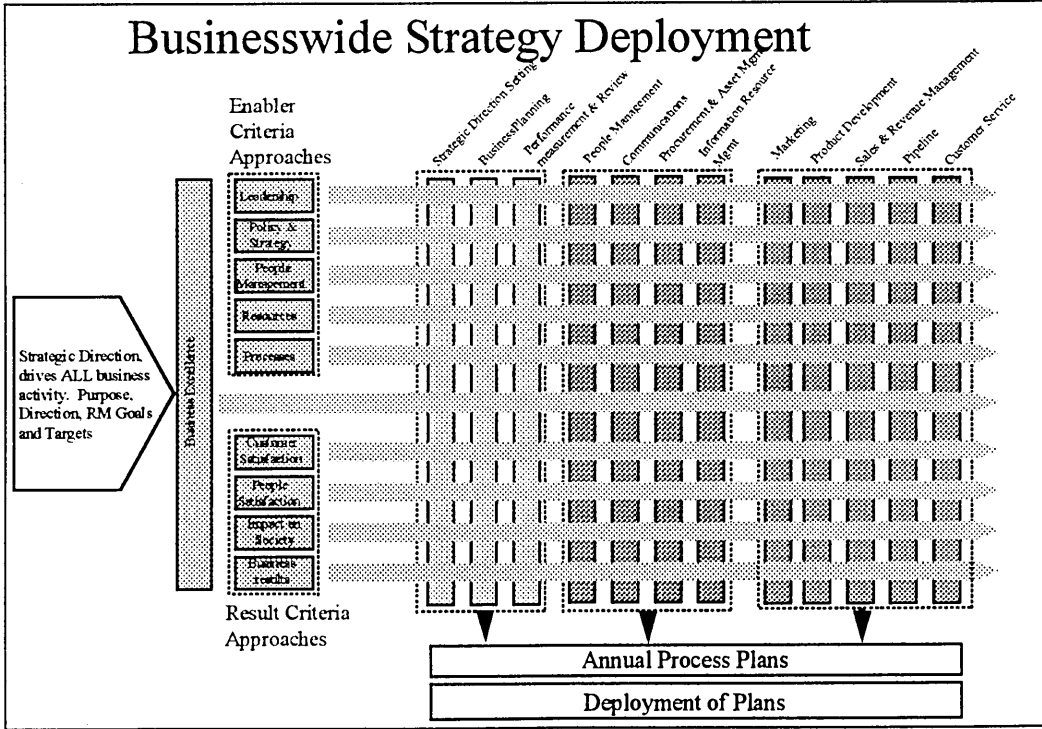 Businesswide Strategy Deployment
Enabler
Criteria
Approaches
Strategic Direction Setting
BusinessPlanning
Performance
measurement & Review
People Management
Communications
Procurement & Asset Mgmt
Information Resource
Mgmt
Marketing
Product Development
Sales & Revenue Management
Pipeline
Customer Service
Leadership
Policy &
Strategy
People
Management
Resources
Processes
Strategic Direction,
drives ALL business
activity. Purpose,
Direction, RM Goals
and Targets
Business Excellence
Customer
Satisfaction
People
Satisfaction
Impact on
Society
Business
results
Result Criteria
Approaches
Annual Process Plans
Deployment of Plans